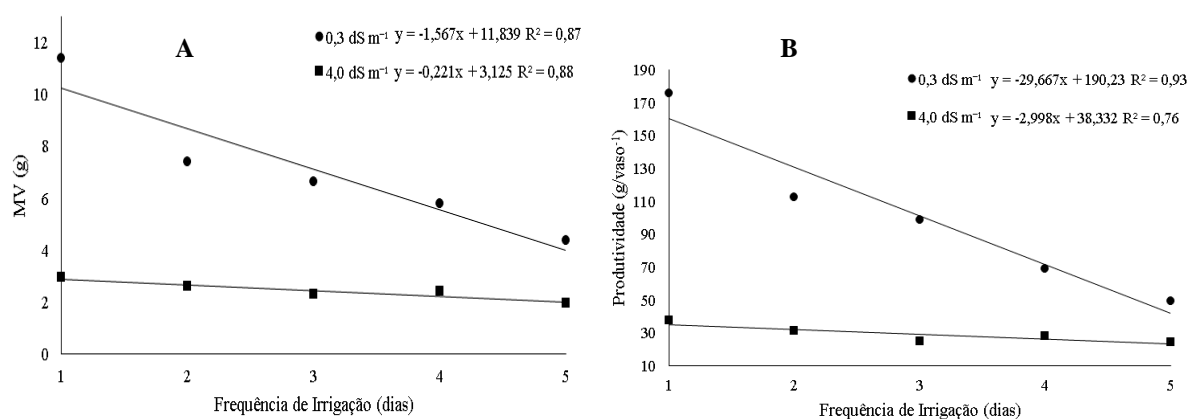 A
0,3 dS m⁻¹ y = -1,567x + 11,839 R² = 0,87
4,0 dS m⁻¹ y = -0,221x + 3,125 R² = 0,88
MV (g)
12
10
8
6
4
2
0
1 2 3 4 5
Frequência de Irrigação (dias)
B
0,3 dS m⁻¹ y = -29,667x + 190,23 R² = 0,93
4,0 dS m⁻¹ y = -2,998x + 38,332 R² = 0,76
Produtividade (g/vaso⁻¹)
190
170
150
130
110
90
70
50
30
10
1 2 3 4 5
Frequência de Irrigação (dias)